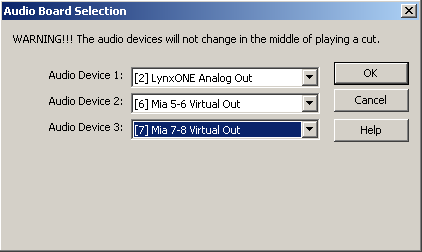 Audio Board Selection
WARNING!!! The audio devices will not change in the middle of playing a cut.
Audio Device 1: [2] LynxONE Analog Out OK
Audio Device 2: [6] Mia 5-6 Virtual Out Cancel
Audio Device 3: [7] Mia 7-8 Virtual Out Help